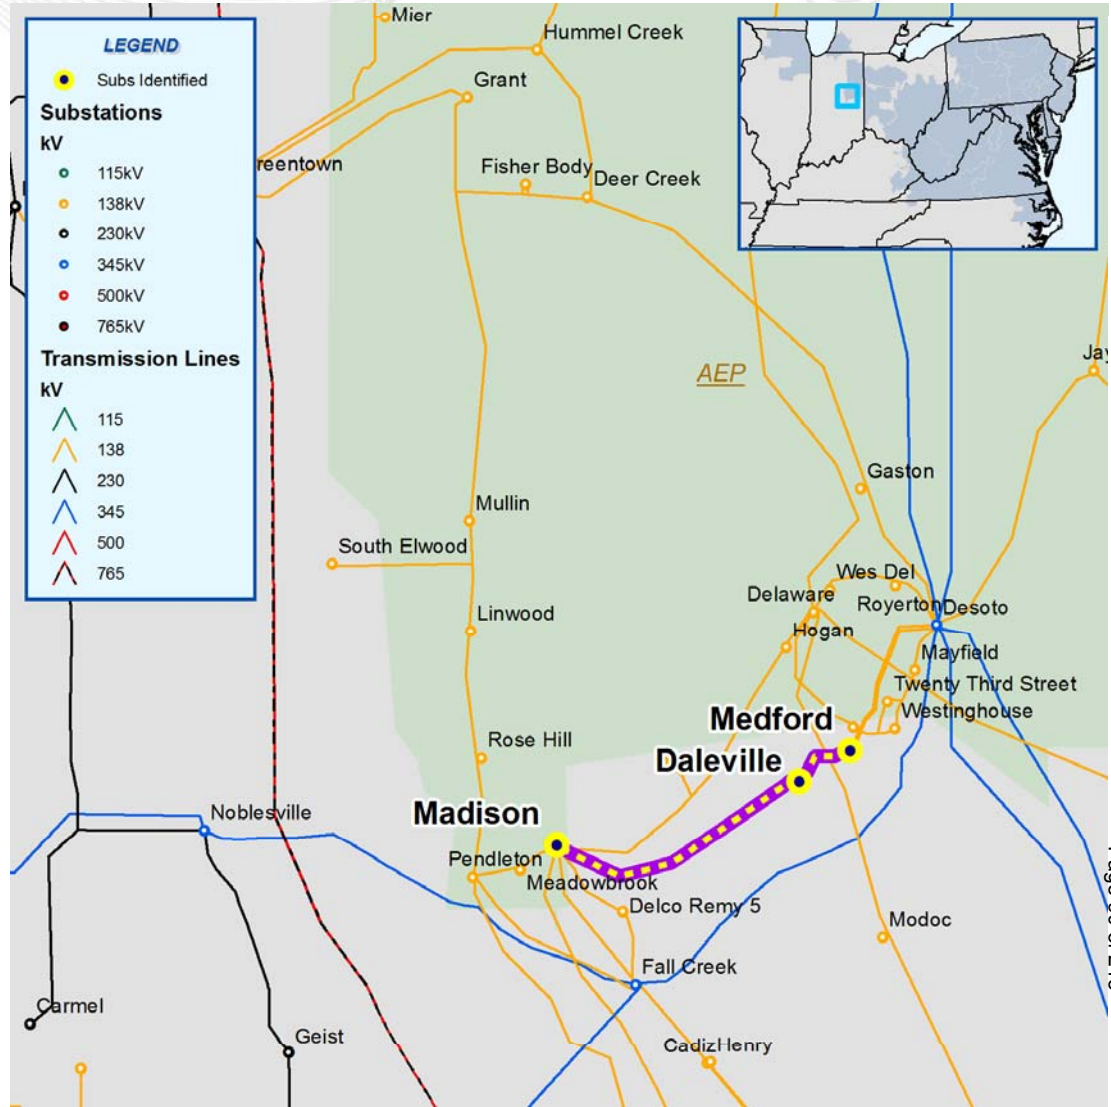 LEGEND
Subs Identified
Substations
kV
115kV
138kV
230kV
345kV
500kV
765kV
Transmission Lines
kV
115
138
230
345
500
765
Mier
Hummel Creek
Grant
reentown
Fisher Body
Deer Creek
AEP
Jay
Gaston
Mullin
South Elwood
Wes Del
Delaware
Royerton
Desoto
Linwood
Hogan
Mayfield
Twenty Third Street
Westinghouse
Medford
Rose Hill
Daleville
Madison
Noblesville
Pendleton
Meadowbrook
Delco Remy 5
Modoc
Fall Creek
Carmel
Geist
Cadiz
Henry